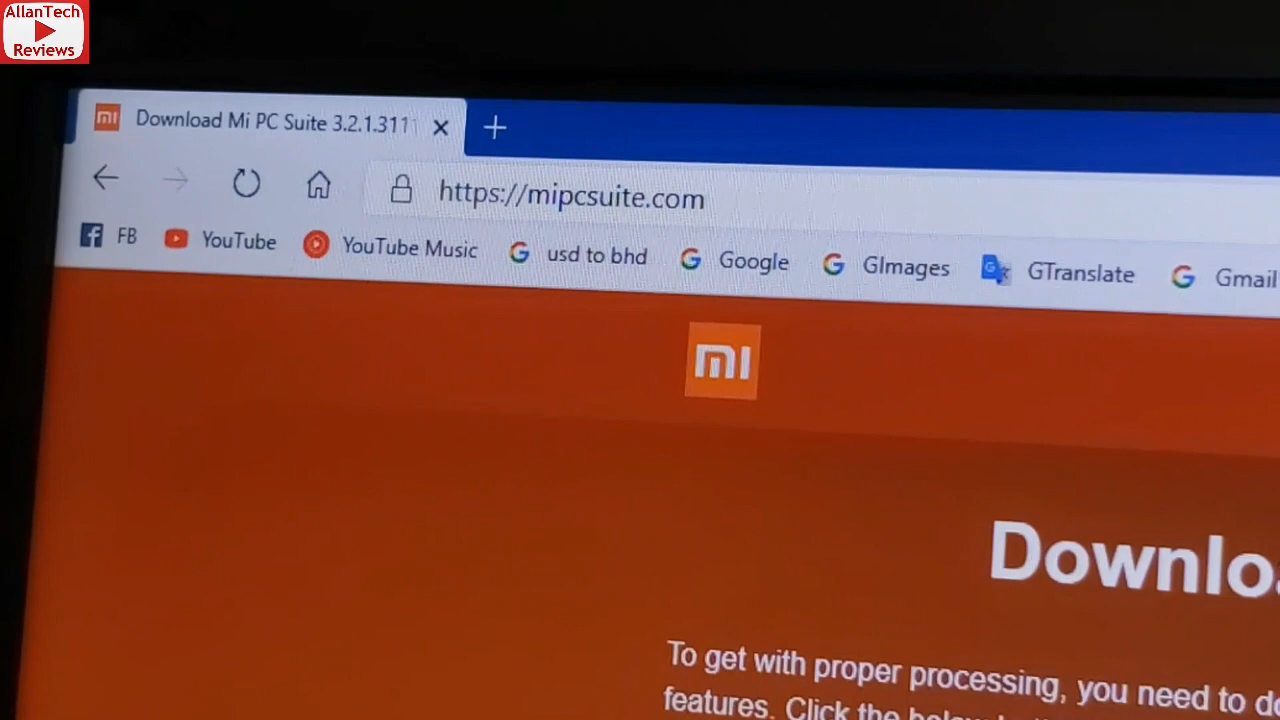 AllanTech
Reviews
mi Download Mi PC Suite 3.2.1.311
https://mipcsuite.com
FB YouTube YouTube Music usd to bhd Google GImages GTranslate Gmail
mi
Downlo
To get with proper processing, you need to do
features. Click the below